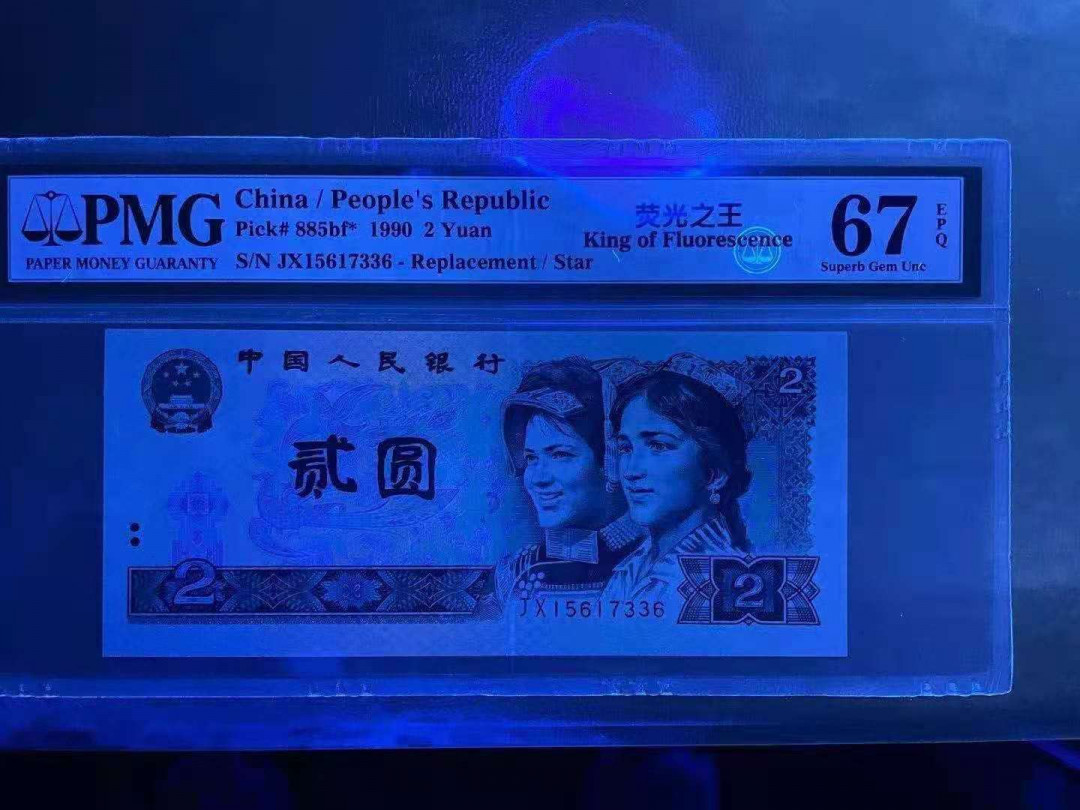 PMG
PAPER MONEY GUARANTY
China / People's Republic
Pick# 885bf* 1990 2 Yuan
S/N JX15617336 - Replacement / Star
荧光之王
King of Fluorescence
67
EPQ
Superb Gem Unc
中国人民银行
2
贰圆
2
JX15617336
2